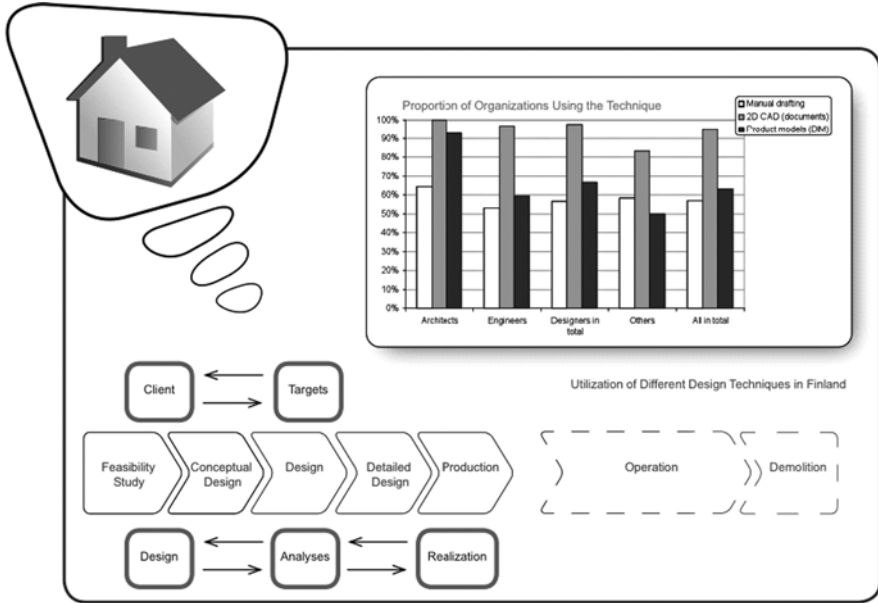 Proportion of Organizations Using the Technique
Manual drafting
2D CAD (documents)
Product models (DIM)
100%
90%
80%
70%
60%
50%
40%
30%
20%
10%
0%
Architects
Engineers
Designers in
total
Others
All in total
Utilization of Different Design Techniques in Finland
Client
Targets
Feasibility
Study
Conceptual
Design
Design
Detailed
Design
Production
Operation
Demolition
Design
Analyses
Realization